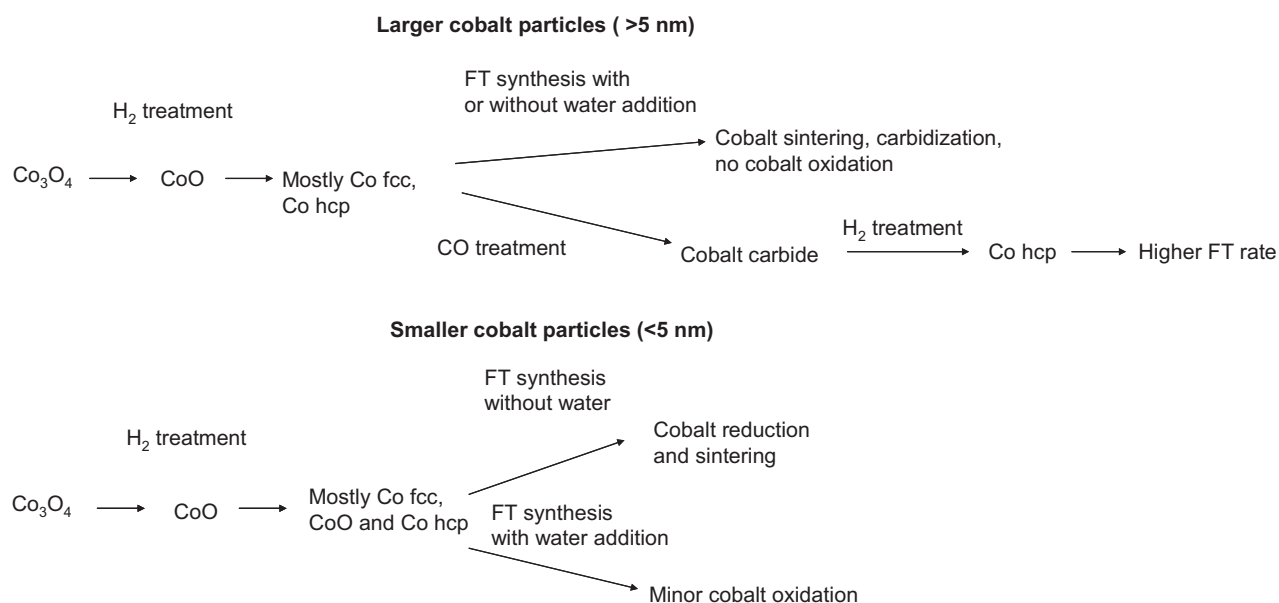 Larger cobalt particles ( >5 nm)
FT synthesis with
or without water addition
H₂ treatment
Cobalt sintering, carbidization,
no cobalt oxidation
Co₃O₄
CoO
Mostly Co fcc,
Co hcp
CO treatment
Cobalt carbide
H₂ treatment
Co hcp
Higher FT rate
Smaller cobalt particles (<5 nm)
FT synthesis
without water
H₂ treatment
Cobalt reduction
and sintering
Co₃O₄
CoO
Mostly Co fcc,
CoO and Co hcp
FT synthesis
with water addition
Minor cobalt oxidation